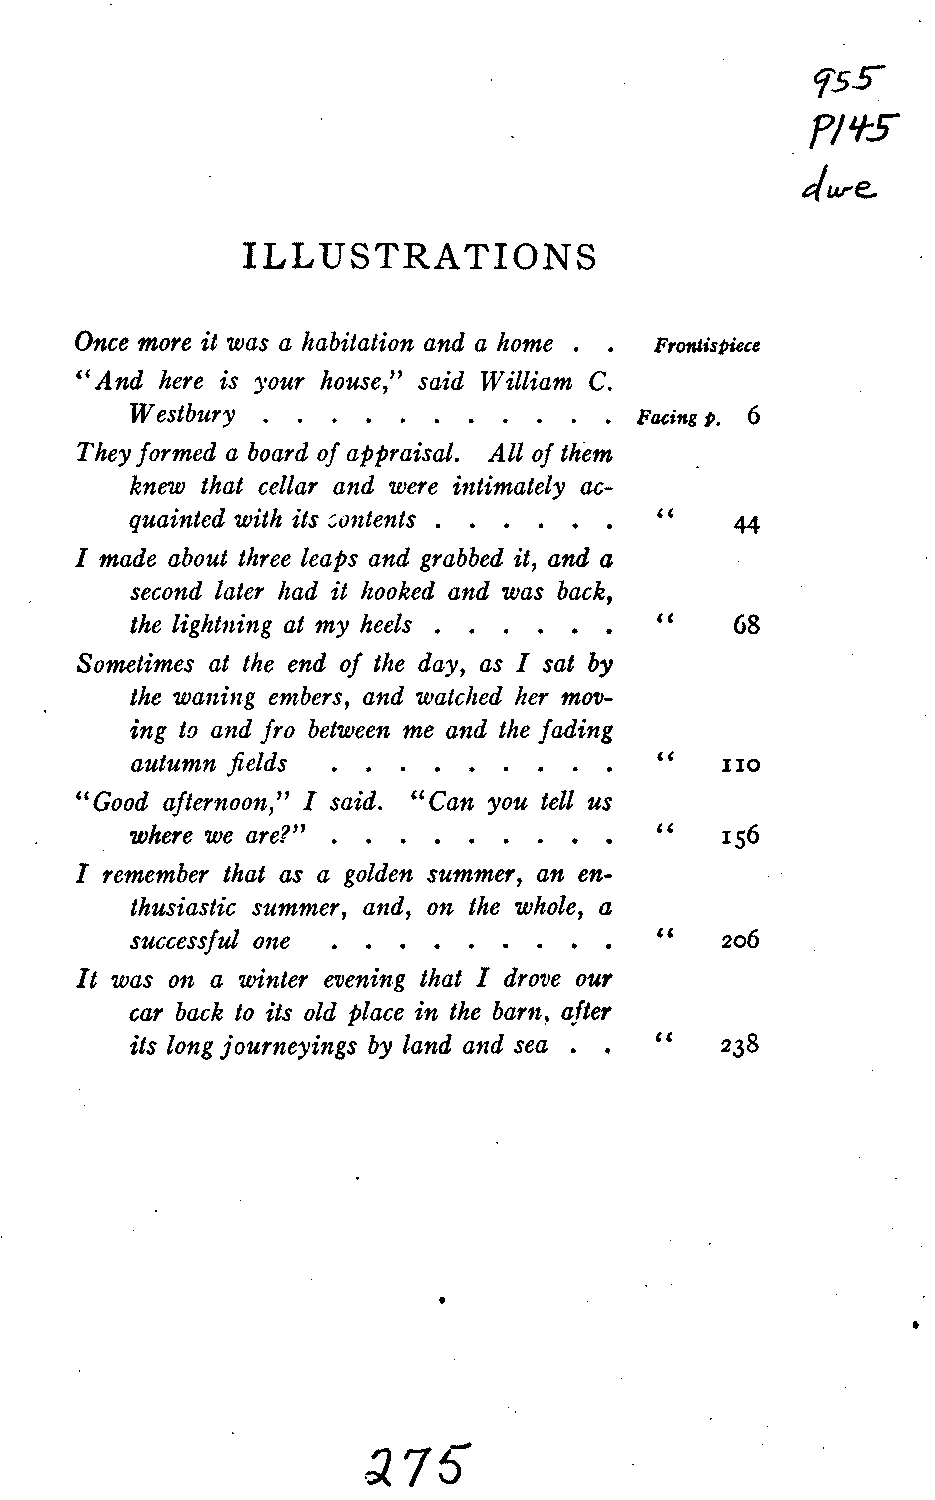 955
P145
dwe
ILLUSTRATIONS
Once more it was a habitation and a home . . Frontispiece
"And here is your house," said William C.
Westbury . . . . . . . . . . . Facing p. 6
They formed a board of appraisal. All of them
knew that cellar and were intimately ac-
quainted with its contents . . . . . . " 44
I made about three leaps and grabbed it, and a
second later had it hooked and was back,
the lightning at my heels . . . . . . " 68
Sometimes at the end of the day, as I sat by
the waning embers, and watched her mov-
ing to and fro between me and the fading
autumn fields . . . . . . . . . " 110
"Good afternoon," I said. "Can you tell us
where we are?" . . . . . . . . . " 156
I remember that as a golden summer, an en-
thusiastic summer, and, on the whole, a
successful one . . . . . . . . . " 206
It was on a winter evening that I drove our
car back to its old place in the barn, after
its long journeyings by land and sea . . " 238
275